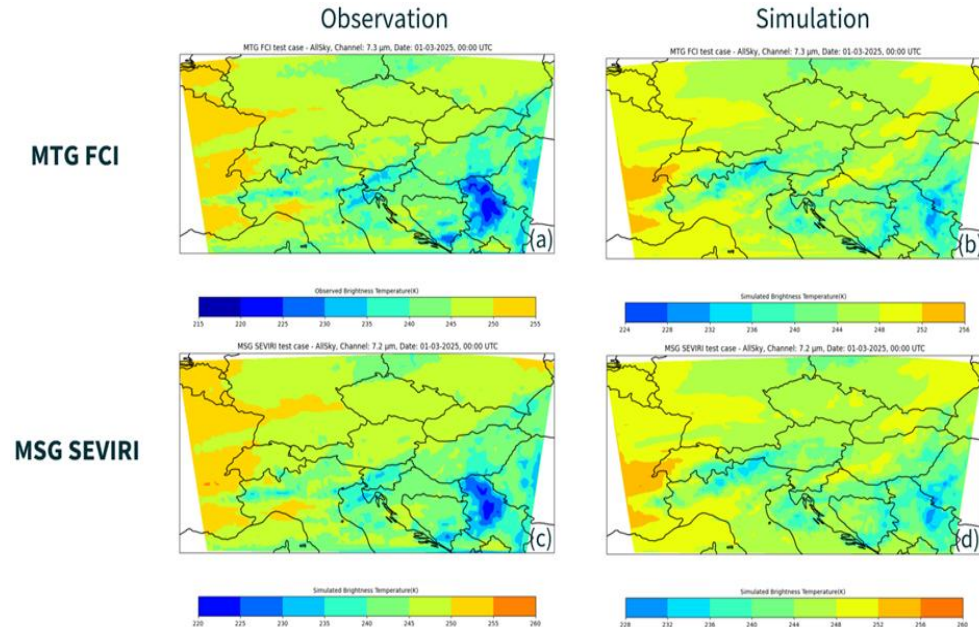 Observation
Simulation
MTG FCI test case - AllSky, Channel: 7.3 µm, Date: 01-03-2025, 00:00 UTC
MTG FCI test case - AllSky, Channel: 7.3 µm, Date: 01-03-2025, 00:00 UTC
MTG FCI
(a)
(b)
Observed Brightness Temperature(K)
215 220 225 230 235 240 245 250 255
Simulated Brightness Temperature(K)
224 228 232 236 240 244 248 252 256
MSG SEVIRI test case - AllSky, Channel: 7.2 µm, Date: 01-03-2025, 00:00 UTC
MSG SEVIRI test case - AllSky, Channel: 7.2 µm, Date: 01-03-2025, 00:00 UTC
MSG SEVIRI
(c)
(d)
Simulated Brightness Temperature(K)
220 225 230 235 240 245 250 255 260
Simulated Brightness Temperature(K)
228 232 236 240 244 248 252 256 260